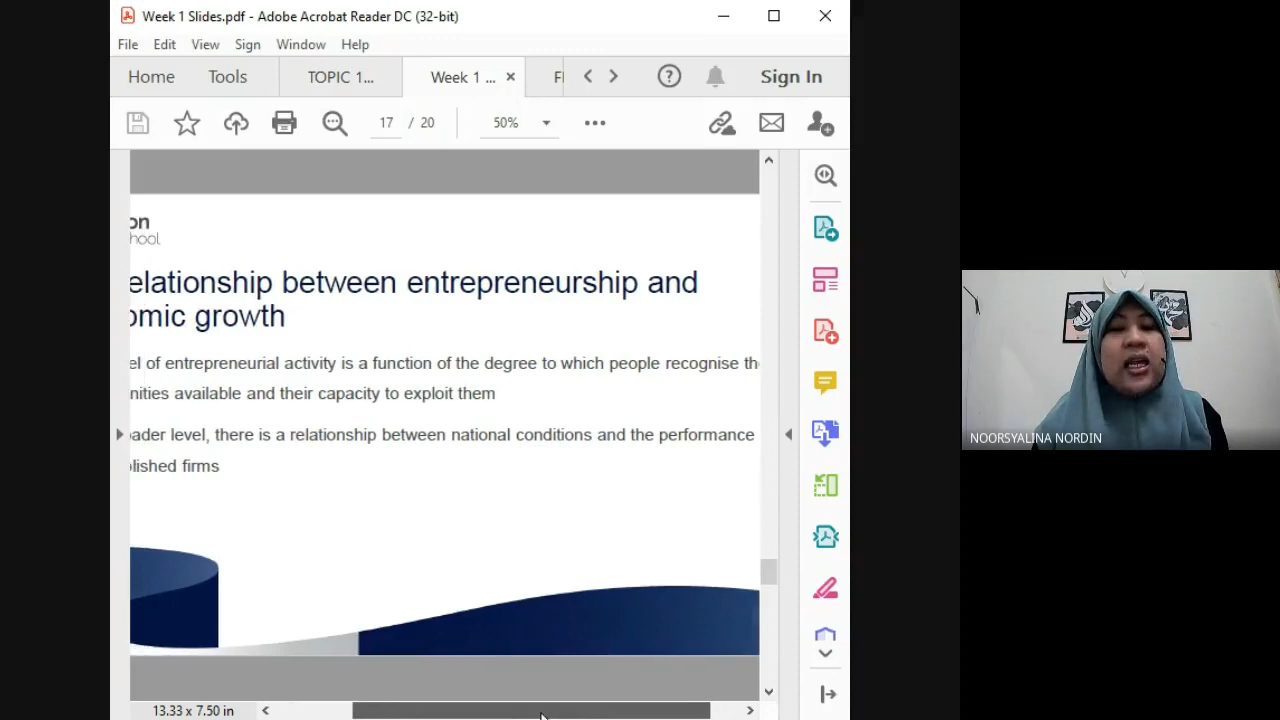 Week 1 Slides.pdf - Adobe Acrobat Reader DC (32-bit)
File Edit View Sign Window Help
Home Tools TOPIC 1... Week 1 ... Fl Sign In
17 / 20 50%
on
hool
elationship between entrepreneurship and
omic growth
el of entrepreneurial activity is a function of the degree to which people recognise th
nities available and their capacity to exploit them
ader level, there is a relationship between national conditions and the performance
lished firms
NOORSYALINA NORDIN
13.33 x 7.50 in